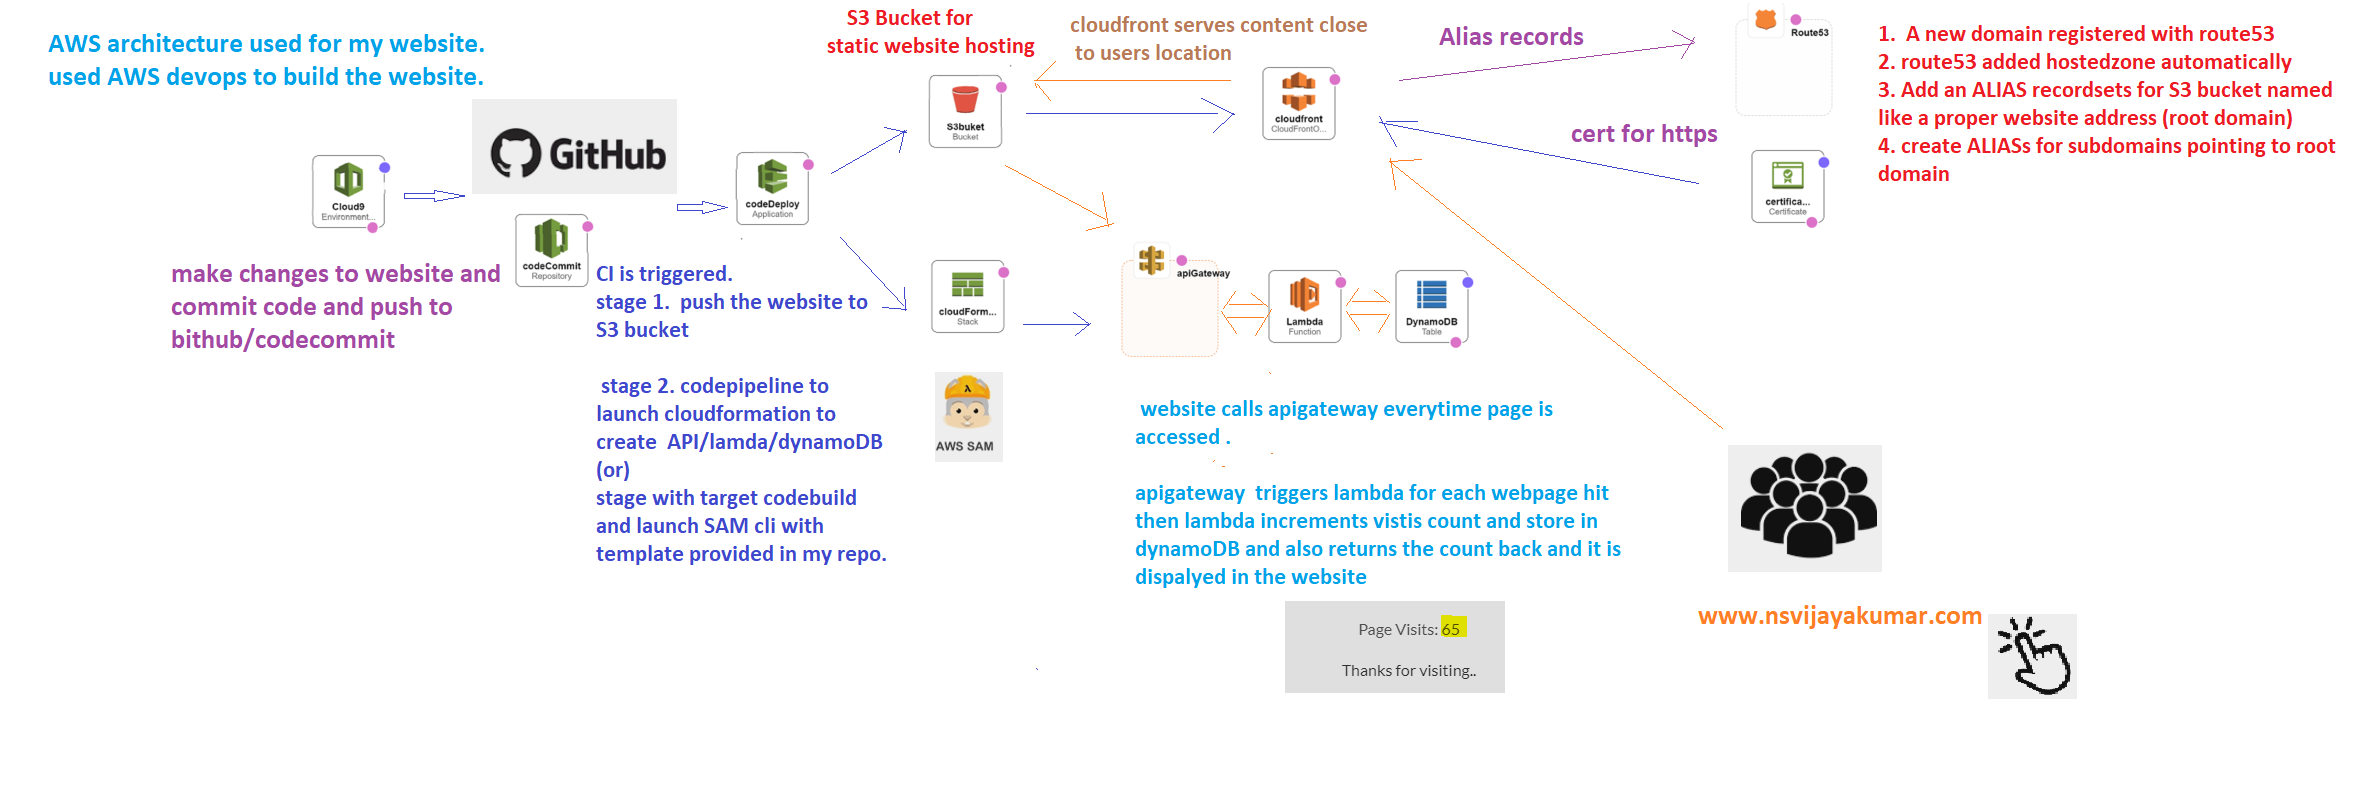 AWS architecture used for my website.
used AWS devops to build the website.
Cloud9
Environment...
make changes to website and
commit code and push to
bithub/codecommit
GitHub
codeCommit
Repository
codeDeploy
Application
CI is triggered.
stage 1.  push the website to
S3 bucket
stage 2. codepipeline to
launch cloudformation to
create  API/lamda/dynamoDB
(or)
stage with target codebuild
and launch SAM cli with
template provided in my repo.
S3 Bucket for
static website hosting
S3buket
Bucket
cloudForm...
Stack
λ
AWS SAM
cloudfront serves content close
to users location
cloudfront
CloudFrontO...
apiGateway
Lambda
Function
DynamoDB
Table
website calls apigateway everytime page is
accessed .
apigateway  triggers lambda for each webpage hit
then lambda increments vistis count and store in
dynamoDB and also returns the count back and it is
dispalyed in the website
Page Visits: 65
Thanks for visiting..
Alias records
Route53
cert for https
certifica...
Certificate
1.  A new domain registered with route53
2. route53 added hostedzone automatically
3. Add an ALIAS recordsets for S3 bucket named
like a proper website address (root domain)
4. create ALIASs for subdomains pointing to root
domain
www.nsvijayakumar.com